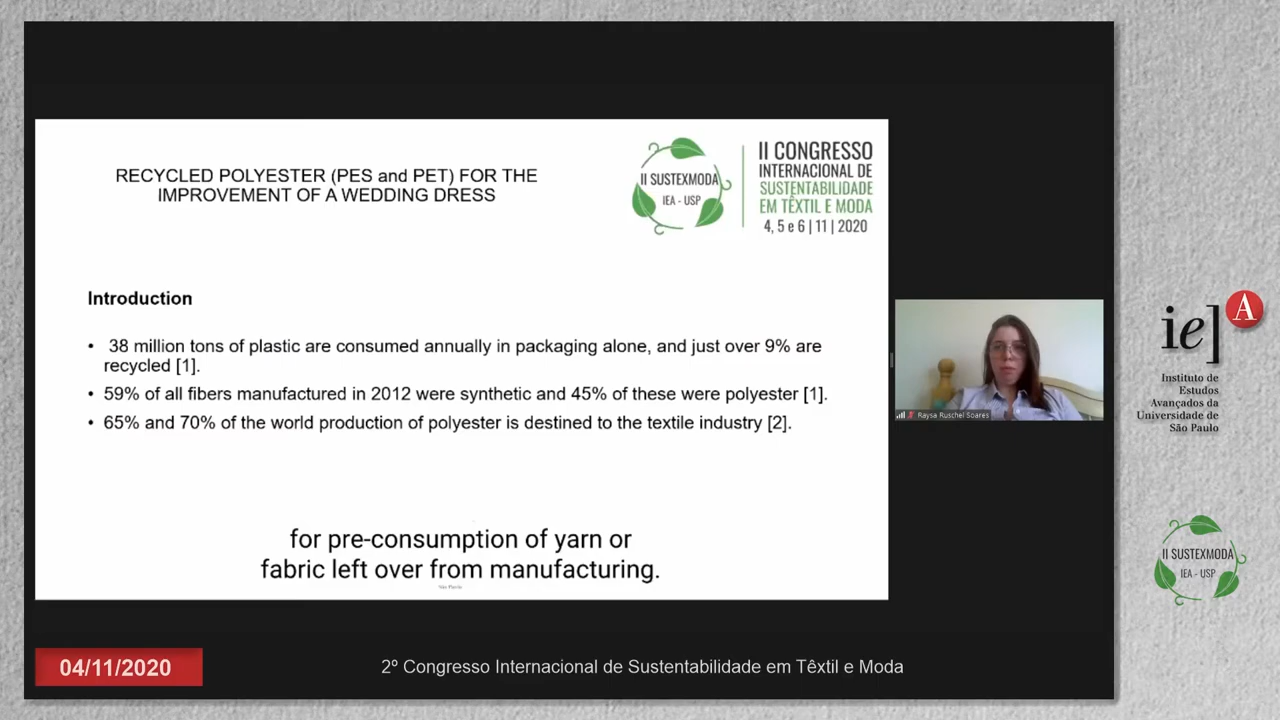 RECYCLED POLYESTER (PES and PET) FOR THE
IMPROVEMENT OF A WEDDING DRESS
II SUSTEXMODA
IEA - USP
II CONGRESSO
INTERNACIONAL DE
SUSTENTABILIDADE
EM TÊXTIL E MODA
4, 5 e 6 | 11 | 2020
Introduction
• 38 million tons of plastic are consumed annually in packaging alone, and just over 9% are
recycled [1].
• 59% of all fibers manufactured in 2012 were synthetic and 45% of these were polyester [1].
• 65% and 70% of the world production of polyester is destined to the textile industry [2].
for pre-consumption of yarn or
fabric left over from manufacturing.
Raysa Ruschel Soares
iea
A
Instituto de
Estudos
Avançados da
Universidade de
São Paulo
II SUSTEXMODA
IEA - USP
04/11/2020
2º Congresso Internacional de Sustentabilidade em Têxtil e Moda